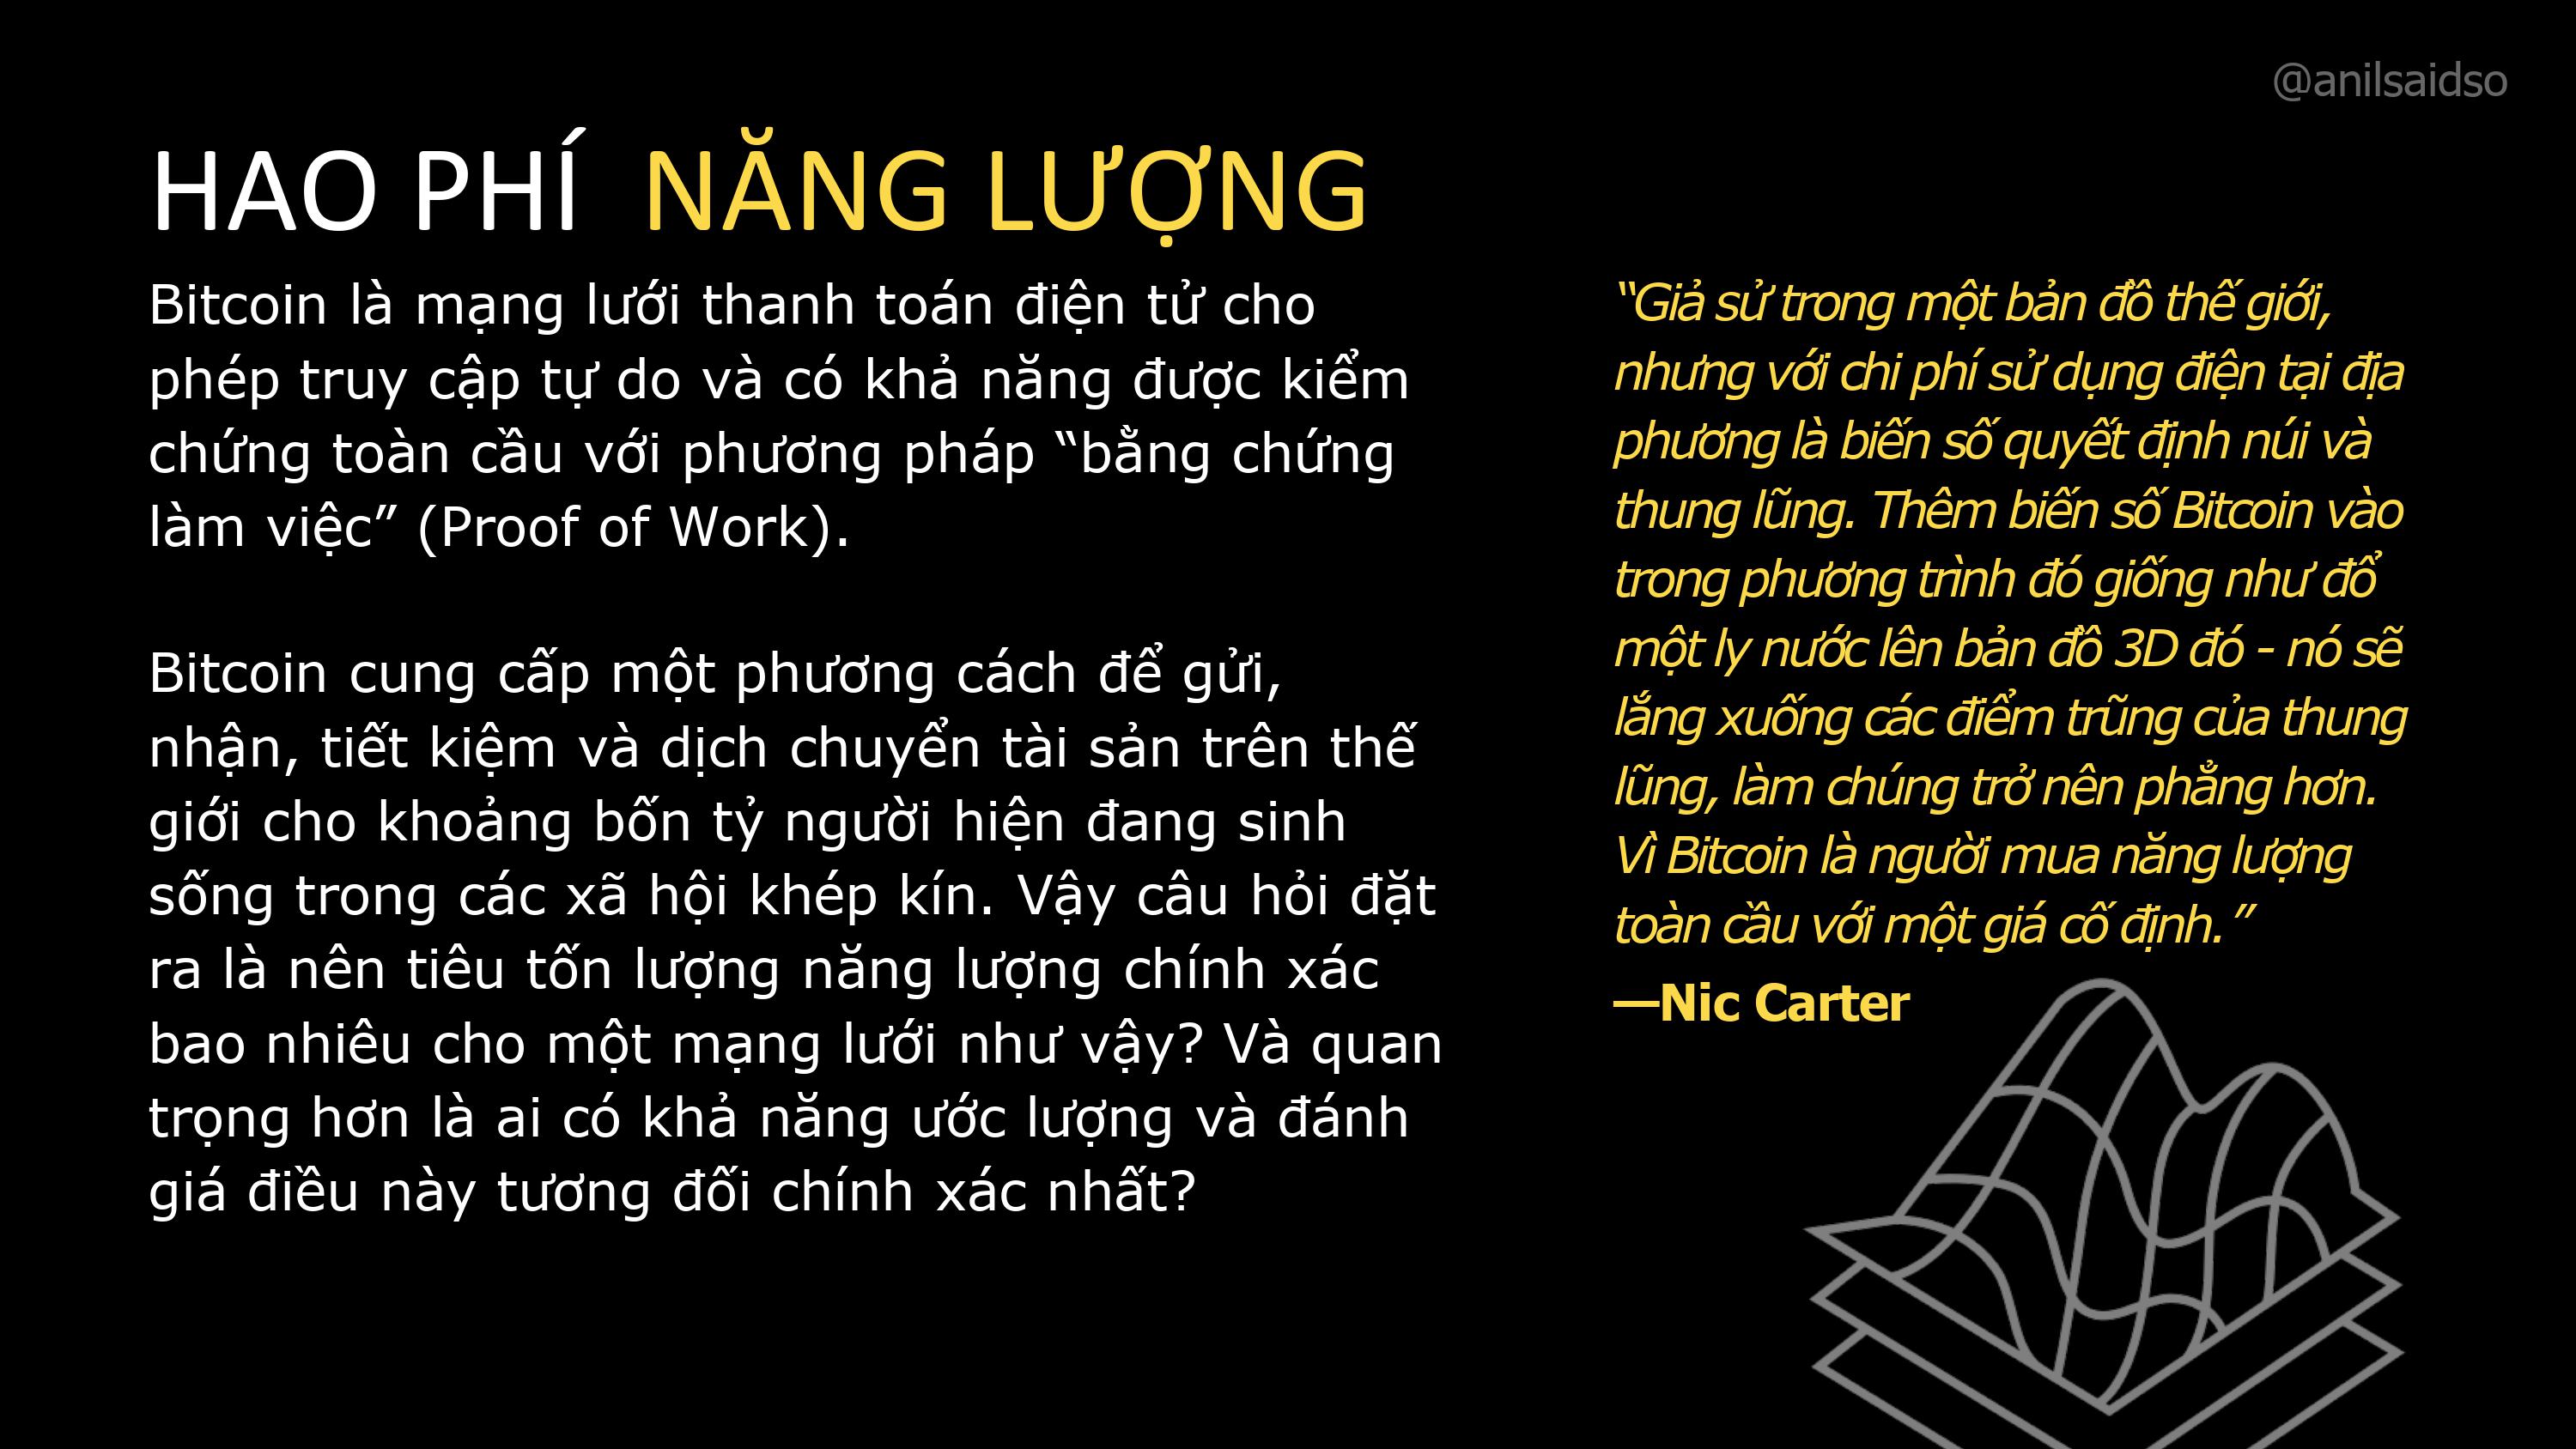 @anilsaidso
HAO PHÍ NĂNG LƯỢNG
Bitcoin là mạng lưới thanh toán điện tử cho
phép truy cập tự do và có khả năng được kiểm
chứng toàn cầu với phương pháp “bằng chứng
làm việc” (Proof of Work).
Bitcoin cung cấp một phương cách để gửi,
nhận, tiết kiệm và dịch chuyển tài sản trên thế
giới cho khoảng bốn tỷ người hiện đang sinh
sống trong các xã hội khép kín. Vậy câu hỏi đặt
ra là nên tiêu tốn lượng năng lượng chính xác
bao nhiêu cho một mạng lưới như vậy? Và quan
trọng hơn là ai có khả năng ước lượng và đánh
giá điều này tương đối chính xác nhất?
“Giả sử trong một bản đồ thế giới,
nhưng với chi phí sử dụng điện tại địa
phương là biến số quyết định núi và
thung lũng. Thêm biến số Bitcoin vào
trong phương trình đó giống như đổ
một ly nước lên bản đồ 3D đó - nó sẽ
lắng xuống các điểm trũng của thung
lũng, làm chúng trở nên phẳng hơn.
Vì Bitcoin là người mua năng lượng
toàn cầu với một giá cố định.”
—Nic Carter